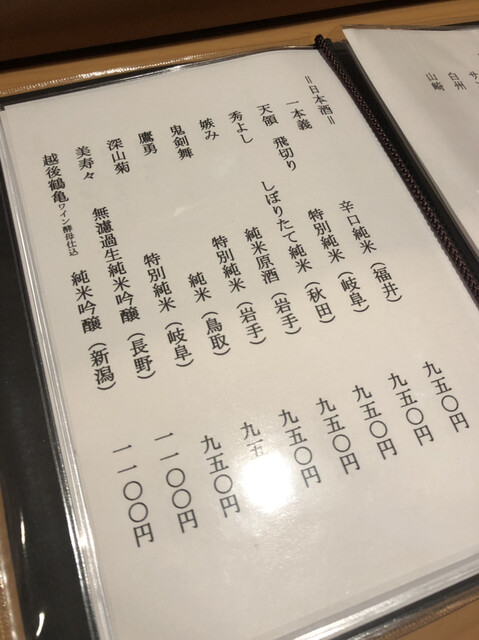 =日本酒=
一本義 辛口純米(福井) 九五〇円
天領 飛切り 特別純米(岐阜) 九五〇円
秀よし しぼりたて純米(秋田) 九五〇円
嫉み 純米原酒(岩手) 九五〇円
鬼剣舞 特別純米(岩手) 九五〇円
鷹勇 純米(鳥取) 九五
深山菊 特別純米(岐阜) 九五〇円
美寿々 無濾過生純米吟醸(長野) 一一〇〇円
越後鶴亀 ワイン酵母仕込 純米吟醸(新潟) 一一〇〇円
白州
山崎